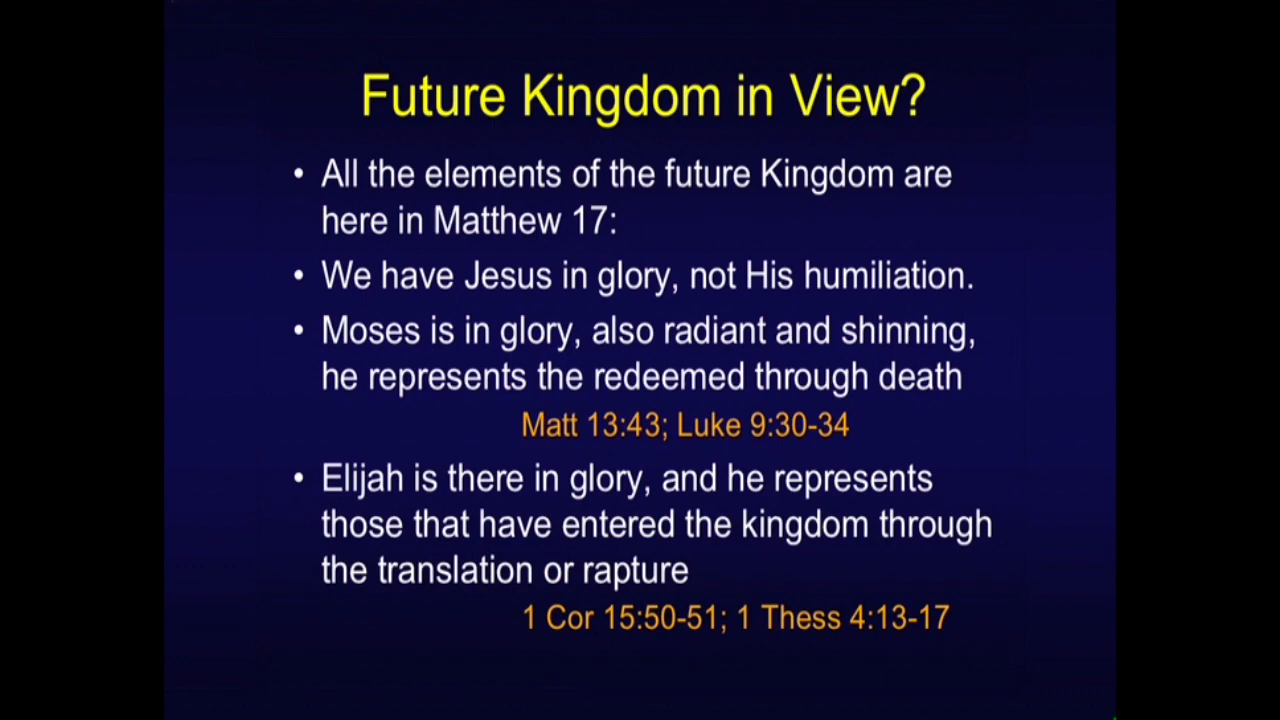 Future Kingdom in View?
• All the elements of the future Kingdom are
here in Matthew 17:
• We have Jesus in glory, not His humiliation.
• Moses is in glory, also radiant and shinning,
he represents the redeemed through death
Matt 13:43; Luke 9:30-34
• Elijah is there in glory, and he represents
those that have entered the kingdom through
the translation or rapture
1 Cor 15:50-51; 1 Thess 4:13-17